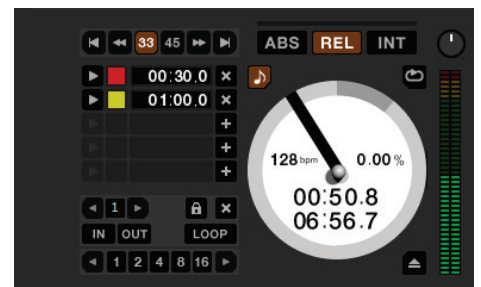 33 45 ABS REL INT
00:30.0
01:00.0
128 bpm 0.00 %
00:50.8
06:56.7
1
IN OUT LOOP
1 2 4 8 16